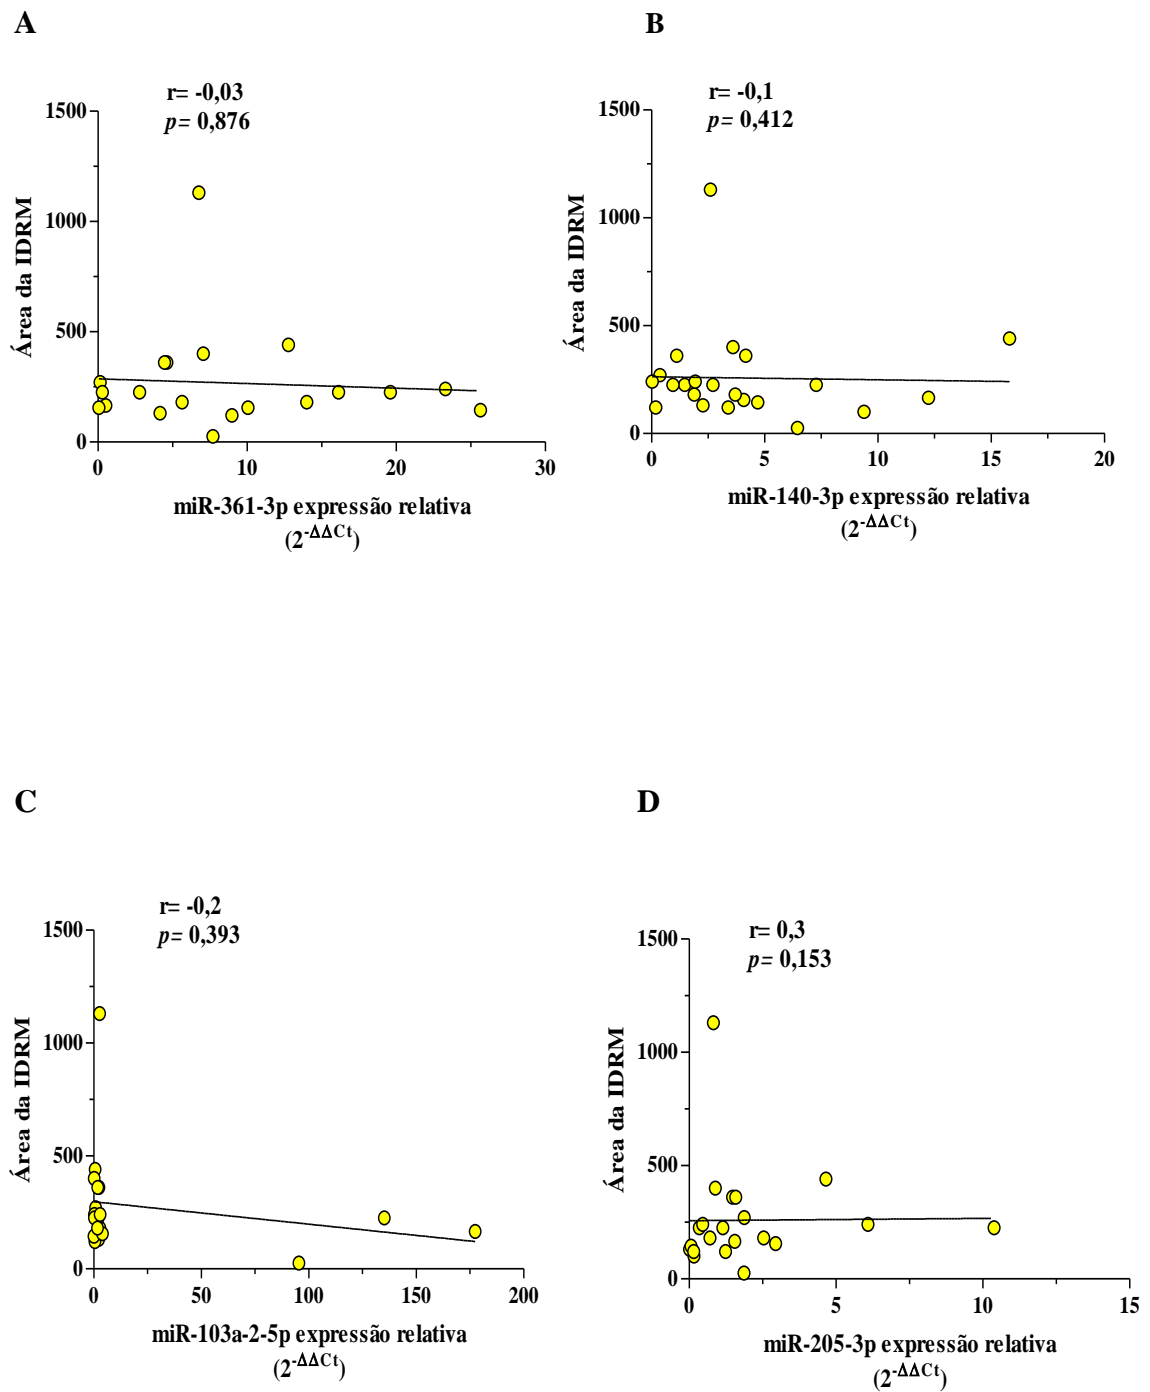 A
r= -0,03
p= 0,876
1500
1000
500
0
Área da IDRM
0 10 20 30
miR-361-3p expressão relativa
(2-ΔΔCt)
B
r= -0,1
p= 0,412
1500
1000
500
0
Área da IDRM
0 5 10 15 20
miR-140-3p expressão relativa
(2-ΔΔCt)
C
r= -0,2
p= 0,393
1500
1000
500
0
Área da IDRM
0 50 100 150 200
miR-103a-2-5p expressão relativa
(2-ΔΔCt)
D
r= 0,3
p= 0,153
1500
1000
500
0
Área da IDRM
0 5 10 15
miR-205-3p expressão relativa
(2-ΔΔCt)